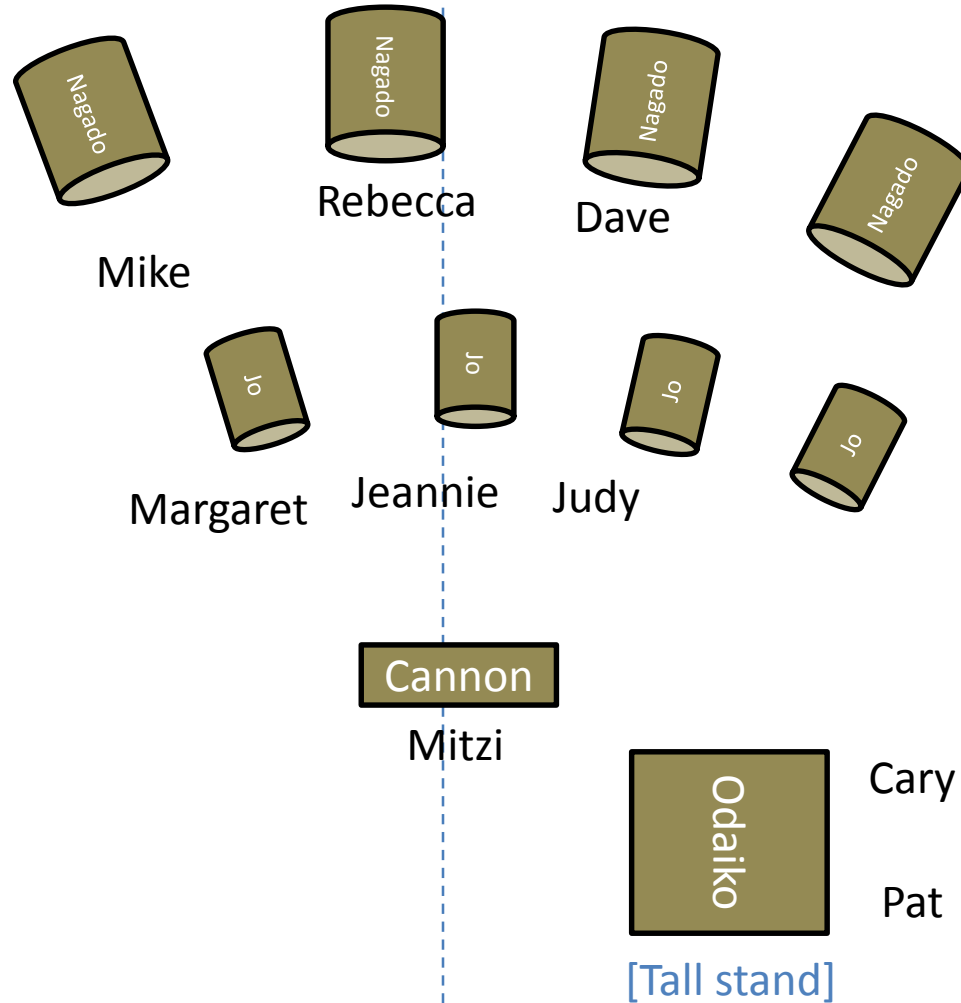 Nagado
Nagado
Nagado
Nagado
Rebecca
Dave
Mike
Jo
Jo
Jo
Jo
Margaret
Jeannie
Judy
Cannon
Mitzi
Odaiko
Cary
Pat
[Tall stand]